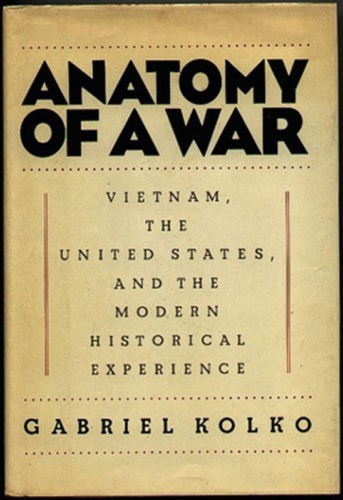 ANATOMY
OF A WAR
VIETNAM,
THE
UNITED STATES,
AND THE
MODERN
HISTORICAL
EXPERIENCE
GABRIEL KOLKO